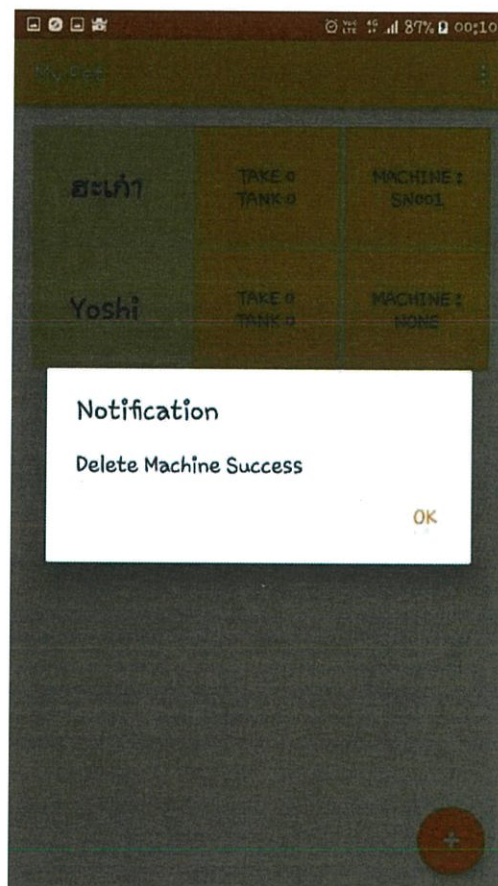 87% 00:10
My Pet
ฮะเก๋า
TAKE 0
TANK 0
MACHINE :
SN001
Yoshi
TAKE 0
TANK 0
MACHINE :
NONE
Notification
Delete Machine Success
OK